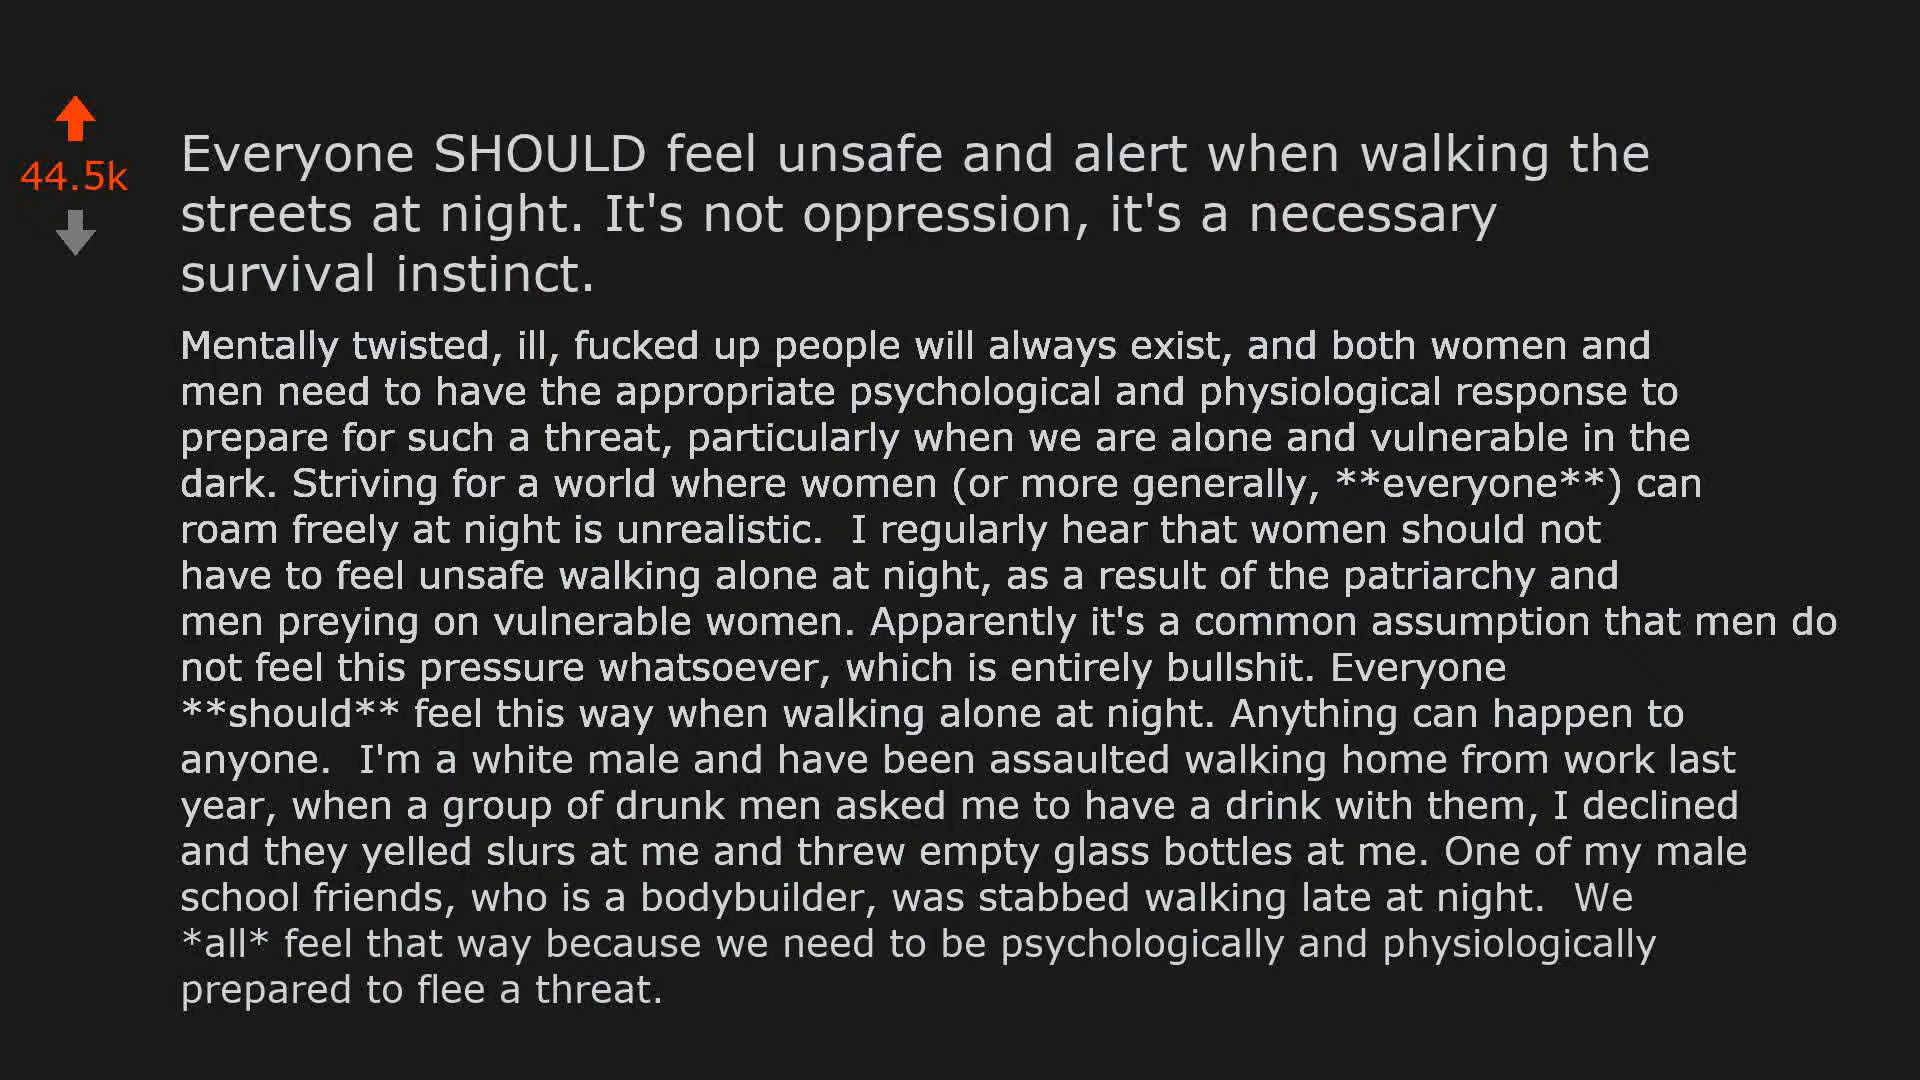 44.5k
Everyone SHOULD feel unsafe and alert when walking the
streets at night. It's not oppression, it's a necessary
survival instinct.
Mentally twisted, ill, fucked up people will always exist, and both women and
men need to have the appropriate psychological and physiological response to
prepare for such a threat, particularly when we are alone and vulnerable in the
dark. Striving for a world where women (or more generally, **everyone**) can
roam freely at night is unrealistic.  I regularly hear that women should not
have to feel unsafe walking alone at night, as a result of the patriarchy and
men preying on vulnerable women. Apparently it's a common assumption that men do
not feel this pressure whatsoever, which is entirely bullshit. Everyone
**should** feel this way when walking alone at night. Anything can happen to
anyone.  I'm a white male and have been assaulted walking home from work last
year, when a group of drunk men asked me to have a drink with them, I declined
and they yelled slurs at me and threw empty glass bottles at me. One of my male
school friends, who is a bodybuilder, was stabbed walking late at night.  We
*all* feel that way because we need to be psychologically and physiologically
prepared to flee a threat.